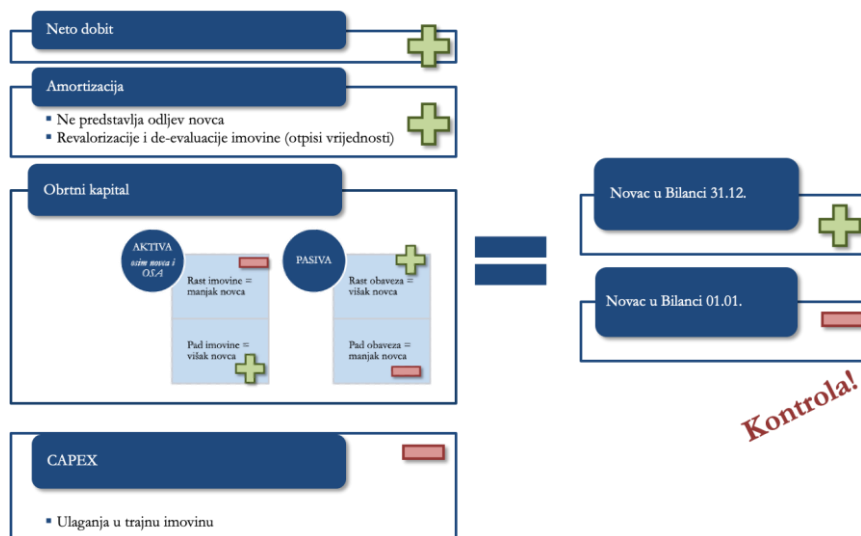 Neto dobit
Amortizacija
▪ Ne predstavlja odljev novca
▪ Revalorizacije i de-evaluacije imovine (otpisi vrijednosti)
Obrtni kapital
AKTIVA
osim novca i
OSA
Rast imovine =
manjak novca
Pad imovine =
višak novca
PASIVA
Rast obaveza =
višak novca
Pad obaveza =
manjak novca
CAPEX
▪ Ulaganja u trajnu imovinu
Novac u Bilanci 31.12.
Novac u Bilanci 01.01.
Kontrola!